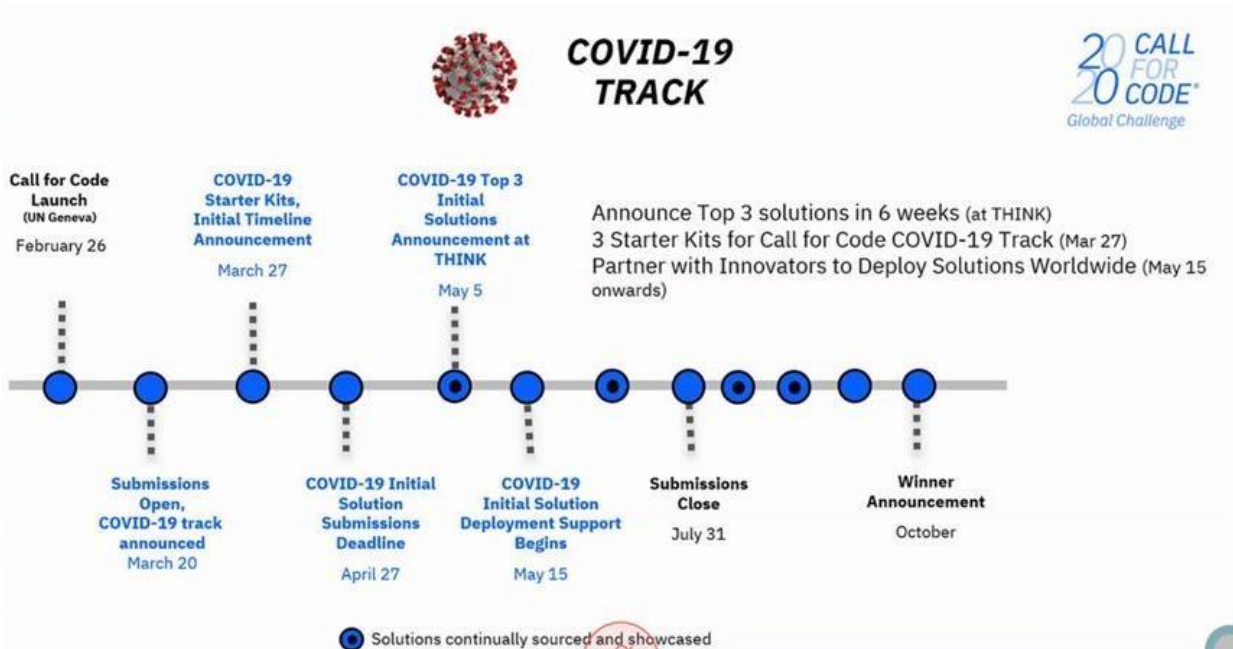 COVID-19
TRACK
20 CALL
FOR
20 CODE®
Global Challenge
Call for Code
Launch
(UN Geneva)
February 26
COVID-19
Starter Kits,
Initial Timeline
Announcement
March 27
COVID-19 Top 3
Initial
Solutions
Announcement at
THINK
May 5
Announce Top 3 solutions in 6 weeks (at THINK)
3 Starter Kits for Call for Code COVID-19 Track (Mar 27)
Partner with Innovators to Deploy Solutions Worldwide (May 15
onwards)
Submissions
Open,
COVID-19 track
announced
March 20
COVID-19 Initial
Solution
Submissions
Deadline
April 27
COVID-19
Initial Solution
Deployment Support
Begins
May 15
Submissions
Close
July 31
Winner
Announcement
October
Solutions continually sourced and showcased